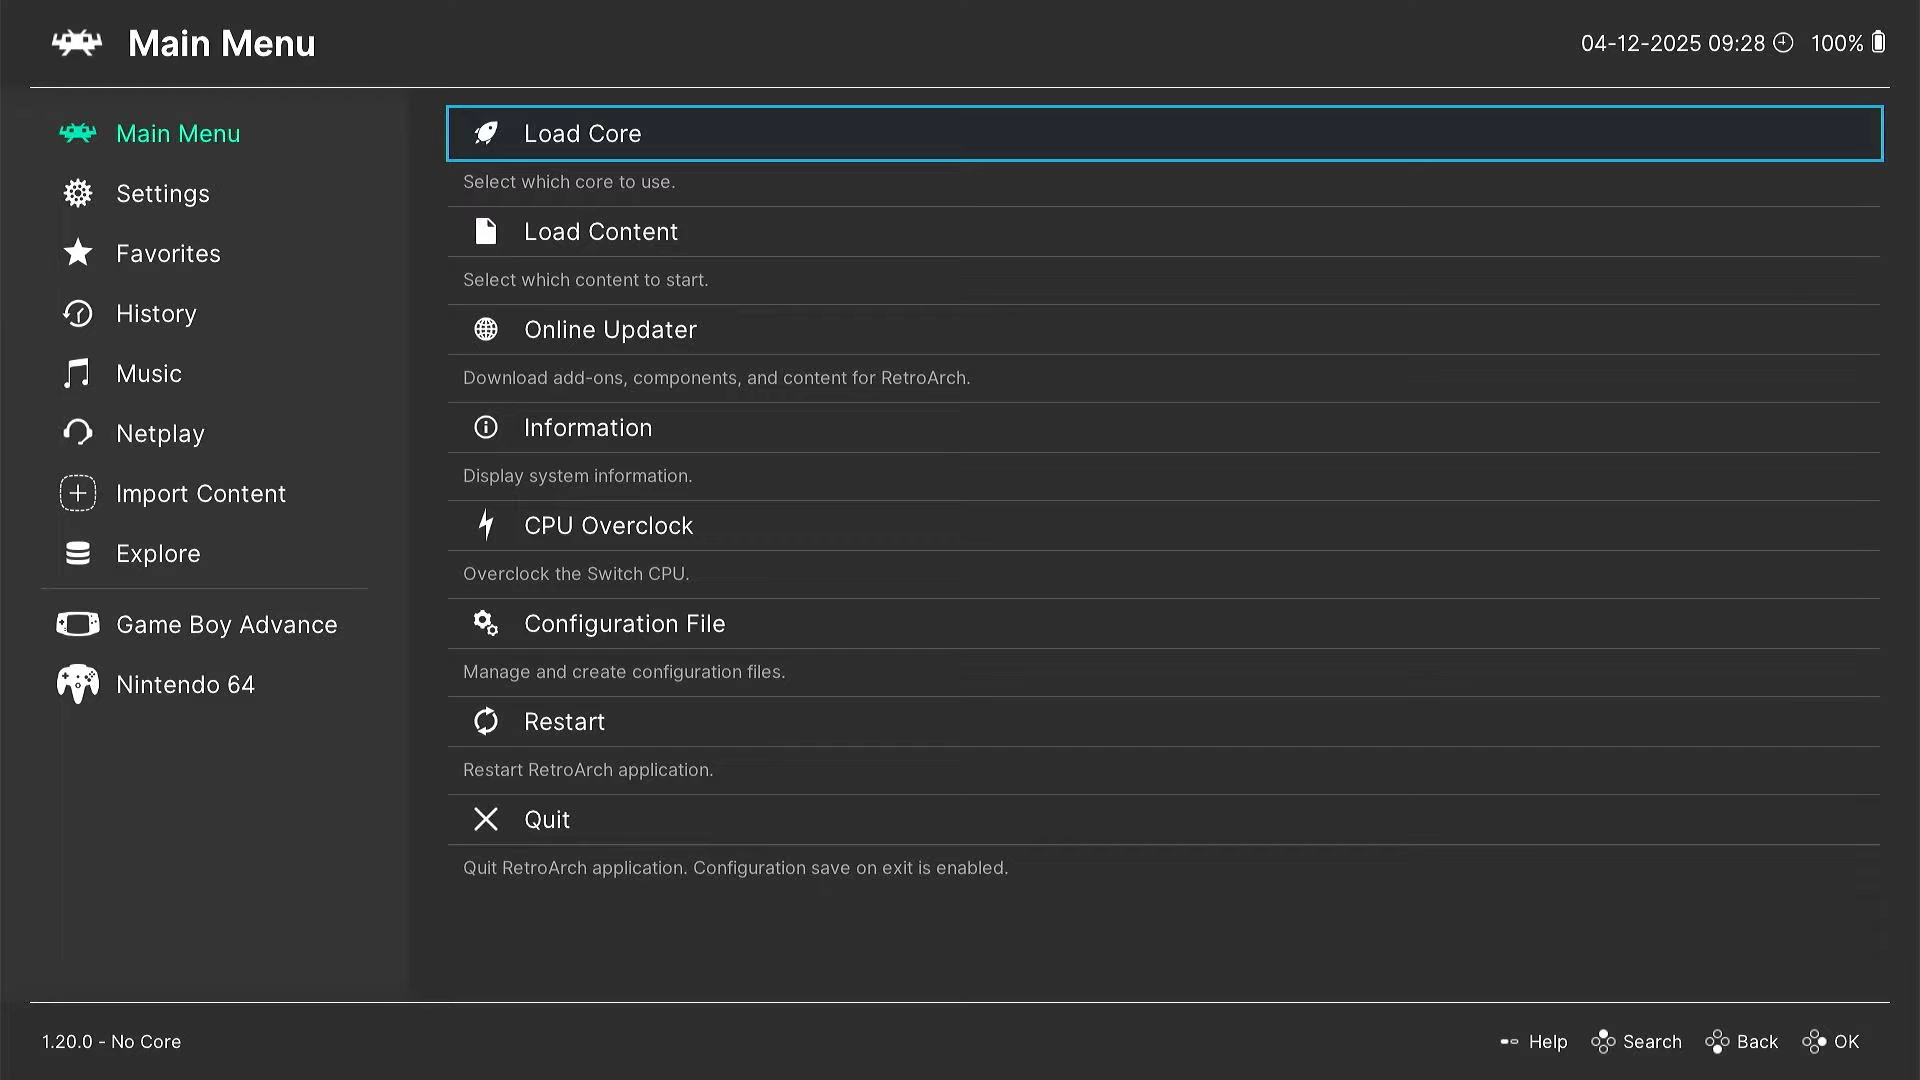 Main Menu
04-12-2025 09:28 100%
Main Menu
Settings
Favorites
History
Music
Netplay
Import Content
Explore
Game Boy Advance
Nintendo 64
Load Core
Select which core to use.
Load Content
Select which content to start.
Online Updater
Download add-ons, components, and content for RetroArch.
Information
Display system information.
CPU Overclock
Overclock the Switch CPU.
Configuration File
Manage and create configuration files.
Restart
Restart RetroArch application.
Quit
Quit RetroArch application. Configuration save on exit is enabled.
1.20.0 - No Core
Help Search Back OK